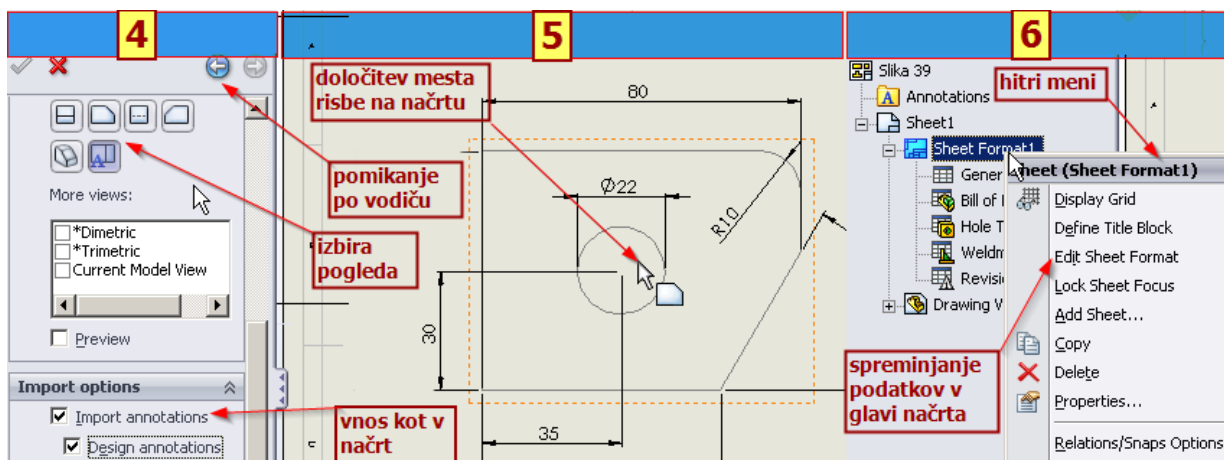 4
pomikanje
po vodiču
izbira
pogleda
More views:
*Dimetric
*Trimetric
Current Model View
Preview
Import options
Import annotations
Design annotations
vnos kot v
načrt
5
določitev mesta
risbe na načrtu
80
Ø22
R10
30
35
6
Slika 39
hitri meni
Annotations
Sheet1
Sheet Format1
Gener
Bill of
Hole T
Weldm
Revisi
Drawing V
(Sheet Format1)
Display Grid
Define Title Block
Edit Sheet Format
Lock Sheet Focus
Add Sheet...
Copy
Delete
Properties...
Relations/Snaps Options
spreminjanje
podatkov v
glavi načrta